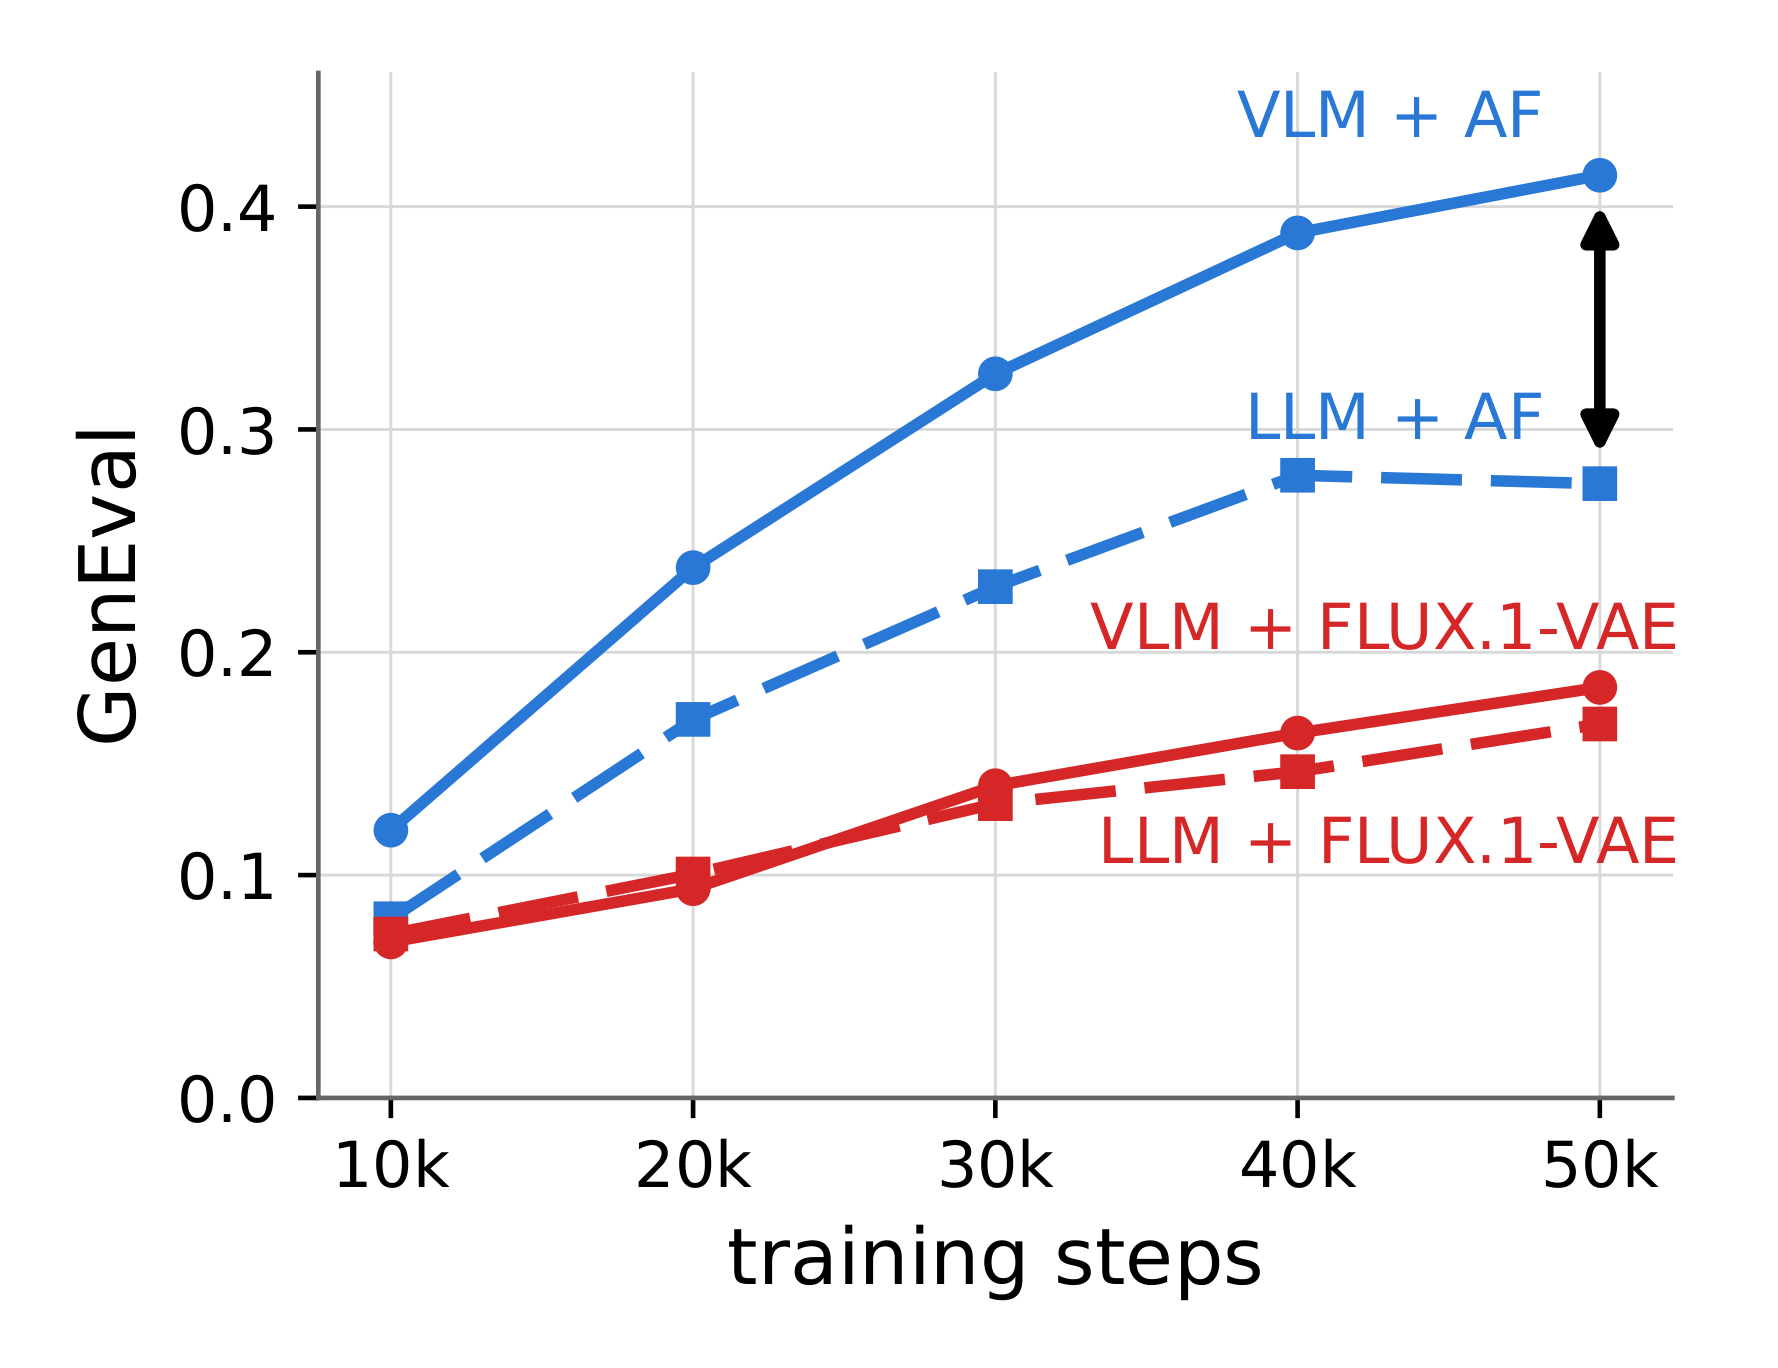 VLM + AF
0.4
LLM + AF
0.3
VLM + FLUX.1-VAE
0.2
LLM + FLUX.1-VAE
0.1
0.0
GenEval
10k 20k 30k 40k 50k
training steps